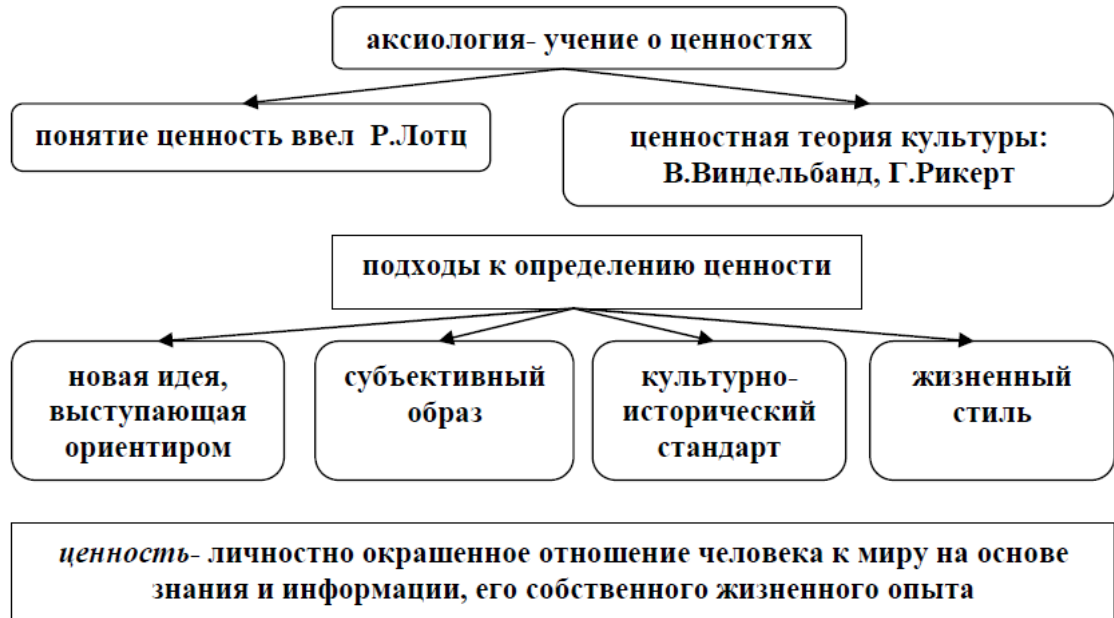 аксиология- учение о ценностях
понятие ценность ввел Р.Лотц
ценностная теория культуры:
В.Виндельбанд, Г.Рикерт
подходы к определению ценности
новая идея,
выступающая
ориентиром
субъективный
образ
культурно-
исторический
стандарт
жизненный
стиль
ценность- личностно окрашенное отношение человека к миру на основе
знания и информации, его собственного жизненного опыта